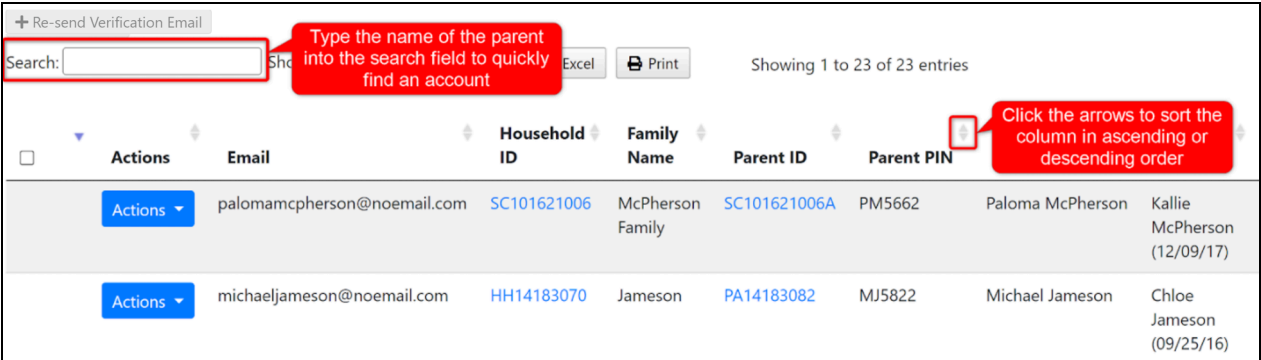 Re-send Verification Email
Type the name of the parent
into the search field to quickly
find an account
Search:
Sho
Excel
Print
Showing 1 to 23 of 23 entries
Click the arrows to sort the
column in ascending or
descending order
Actions
Email
Household
ID
Family
Name
Parent ID
Parent PIN
Actions
palomamcpherson@noemail.com
SC101621006
McPherson
Family
SC101621006A
PM5662
Paloma McPherson
Kallie
McPherson
(12/09/17)
Actions
michaeljameson@noemail.com
HH14183070
Jameson
PA14183082
MJ5822
Michael Jameson
Chloe
Jameson
(09/25/16)